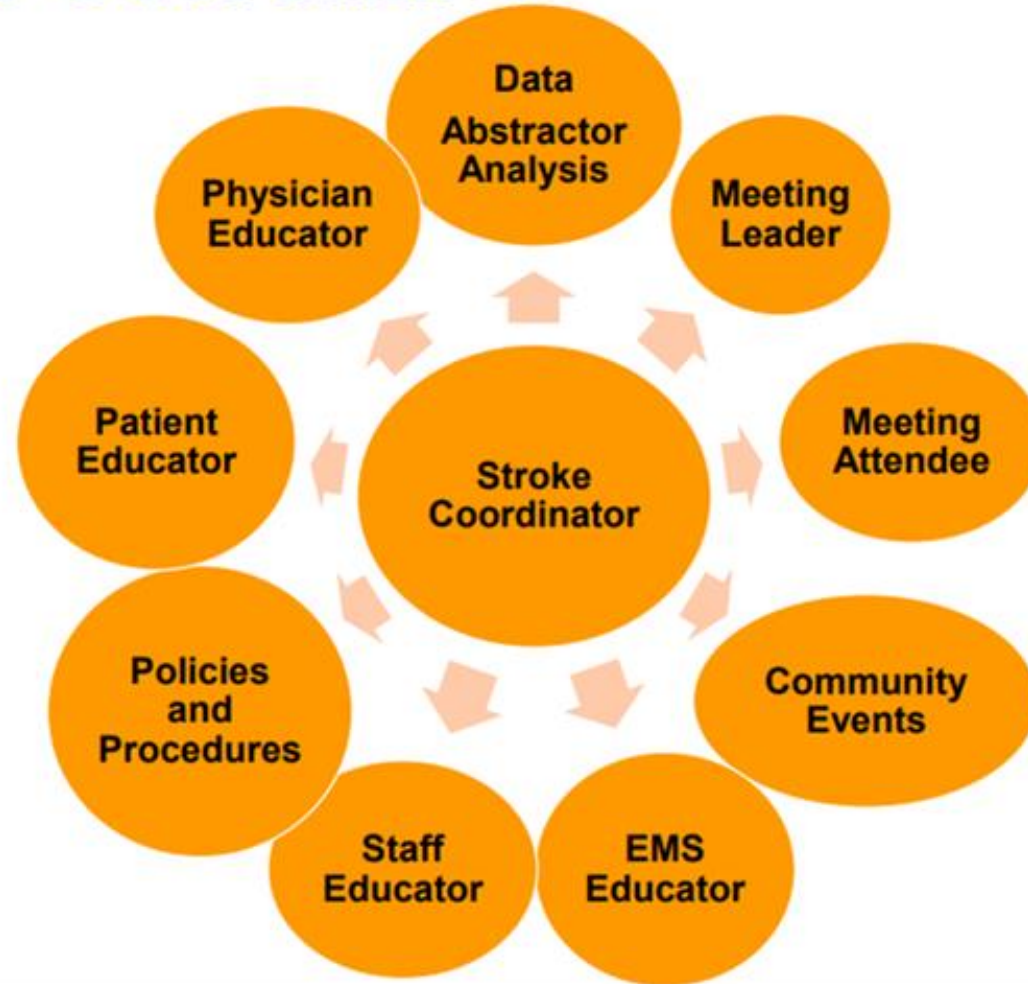 Data
Abstractor
Analysis
Meeting
Leader
Meeting
Attendee
Community
Events
EMS
Educator
Staff
Educator
Policies
and
Procedures
Patient
Educator
Physician
Educator
Stroke
Coordinator